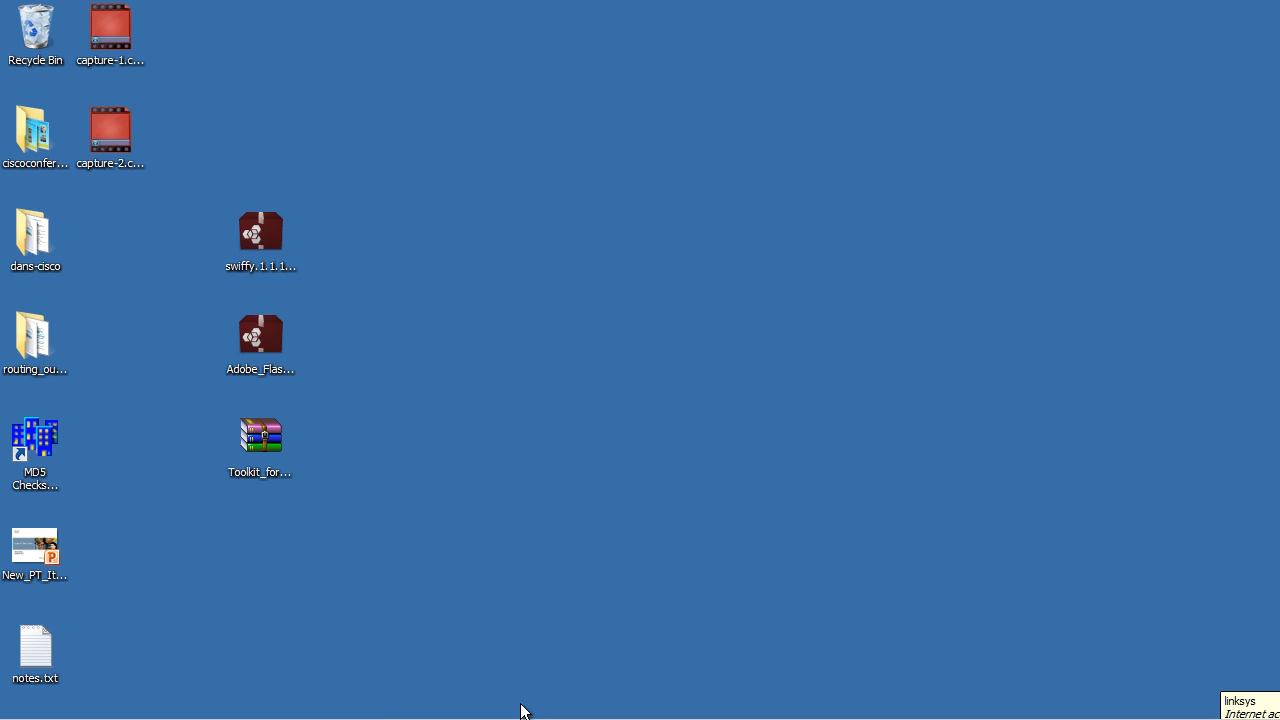 Recycle Bin
capture-1.c...
ciscoconfer...
capture-2.c...
dans-cisco
swiffy.1.1.1...
routing_ou...
Adobe_Flas...
MD5
Checks...
Toolkit_for...
New_PT_It...
notes.txt
linksys
Internet ac